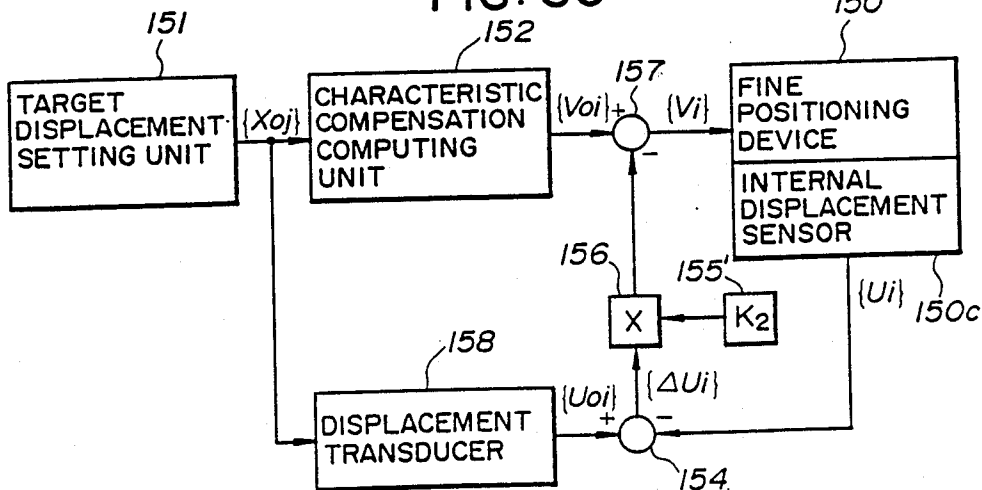 151
152
157
TARGET
DISPLACEMENT
SETTING UNIT
{Xoj}
CHARACTERISTIC
COMPENSATION
COMPUTING
UNIT
{Voi} +
−
{Vi}
FINE
POSITIONING
DEVICE
INTERNAL
DISPLACEMENT
SENSOR
156
155'
X
K2
{Ui}
150c
158
{ΔUi}
DISPLACEMENT
TRANSDUCER
{Uoi}
+
−
154